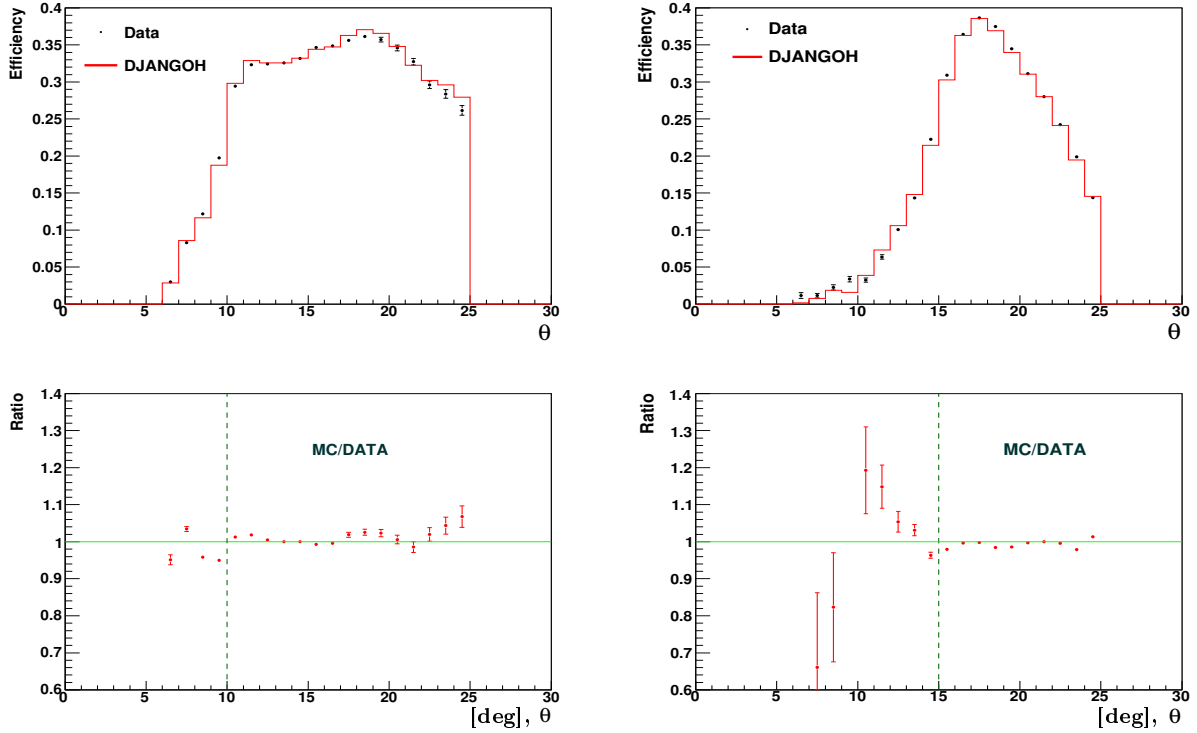 Efficiency
0.4
0.35
0.3
0.25
0.2
0.15
0.1
0.05
0
Data
DJANGOH
0 5 10 15 20 25 30
θ
Efficiency
0.4
0.35
0.3
0.25
0.2
0.15
0.1
0.05
0
Data
DJANGOH
0 5 10 15 20 25 30
θ
Ratio
1.4
1.3
1.2
1.1
1
0.9
0.8
0.7
0.6
MC/DATA
0 5 10 15 20 25 30
[deg], θ
Ratio
1.4
1.3
1.2
1.1
1
0.9
0.8
0.7
0.6
MC/DATA
0 5 10 15 20 25 30
[deg], θ